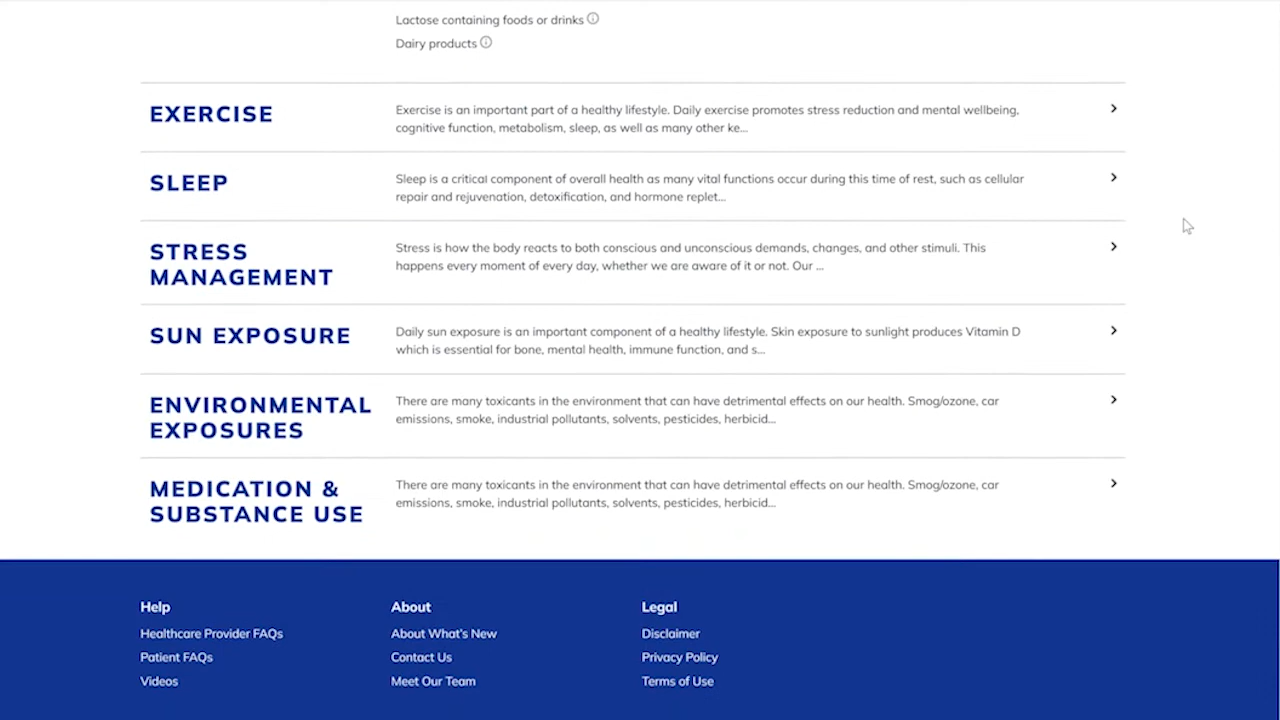 Lactose containing foods or drinks
Dairy products
EXERCISE
Exercise is an important part of a healthy lifestyle. Daily exercise promotes stress reduction and mental wellbeing,
cognitive function, metabolism, sleep, as well as many other ke...
SLEEP
Sleep is a critical component of overall health as many vital functions occur during this time of rest, such as cellular
repair and rejuvenation, detoxification, and hormone replet...
STRESS
MANAGEMENT
Stress is how the body reacts to both conscious and unconscious demands, changes, and other stimuli. This
happens every moment of every day, whether we are aware of it or not. Our ...
SUN EXPOSURE
Daily sun exposure is an important component of a healthy lifestyle. Skin exposure to sunlight produces Vitamin D
which is essential for bone, mental health, immune function, and s...
ENVIRONMENTAL
EXPOSURES
There are many toxicants in the environment that can have detrimental effects on our health. Smog/ozone, car
emissions, smoke, industrial pollutants, solvents, pesticides, herbicid...
MEDICATION &
SUBSTANCE USE
There are many toxicants in the environment that can have detrimental effects on our health. Smog/ozone, car
emissions, smoke, industrial pollutants, solvents, pesticides, herbicid...
Help
Healthcare Provider FAQs
Patient FAQs
Videos
About
About What's New
Contact Us
Meet Our Team
Legal
Disclaimer
Privacy Policy
Terms of Use